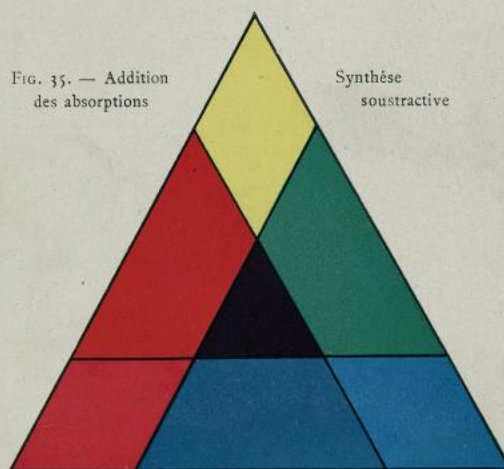 FIG. 35. — Addition
des absorptions
Synthèse
soustractive